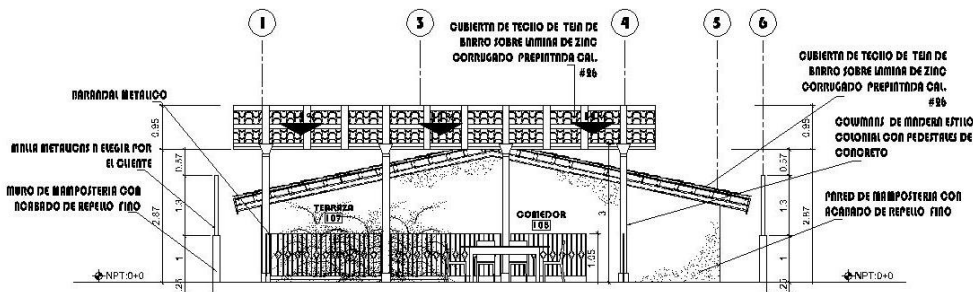 1
3
4
5
6
CUBIERTA DE TECHO DE TEJA DE
BARRO SOBRE LAMINA DE ZINC
CORRUGADO PREPINTADA CAL.
#26
CUBIERTA DE TECHO DE TEJA DE
BARRO SOBRE LAMINA DE ZINC
CORRUGADO PREPINTADA CAL.
#26
BARANDAL METALICO
COLUMNAS DE MADERA ESTILO
COLONIAL CON PEDESTALES DE
CONCRETO
MALLA METALICAS A ELEGIR POR
EL CLIENTE
MURO DE MAMPOSTERIA CON
ACABADO DE REPELLO FINO
PARED DE MAMPOSTERIA CON
ACABADO DE REPELLO FINO
TERRAZA
107
COMEDOR
105
0.95
0.37
1.3
2.87
1
.25
3
1.05
0.95
0.37
1.3
2.87
1
.25
NPT:0+0
NPT:0+0